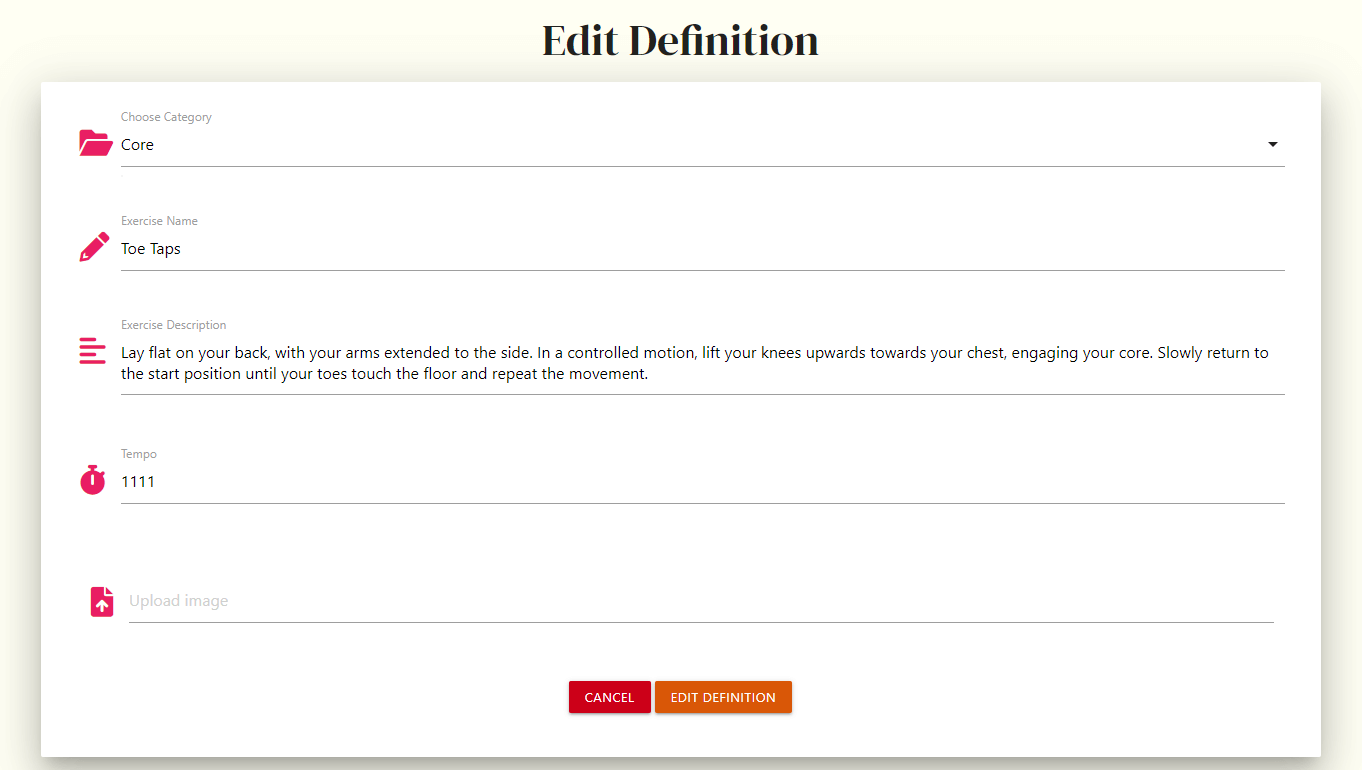 Edit Definition
Choose Category
Core
Exercise Name
Toe Taps
Exercise Description
Lay flat on your back, with your arms extended to the side. In a controlled motion, lift your knees upwards towards your chest, engaging your core. Slowly return to
the start position until your toes touch the floor and repeat the movement.
Tempo
1111
Upload image
CANCEL EDIT DEFINITION